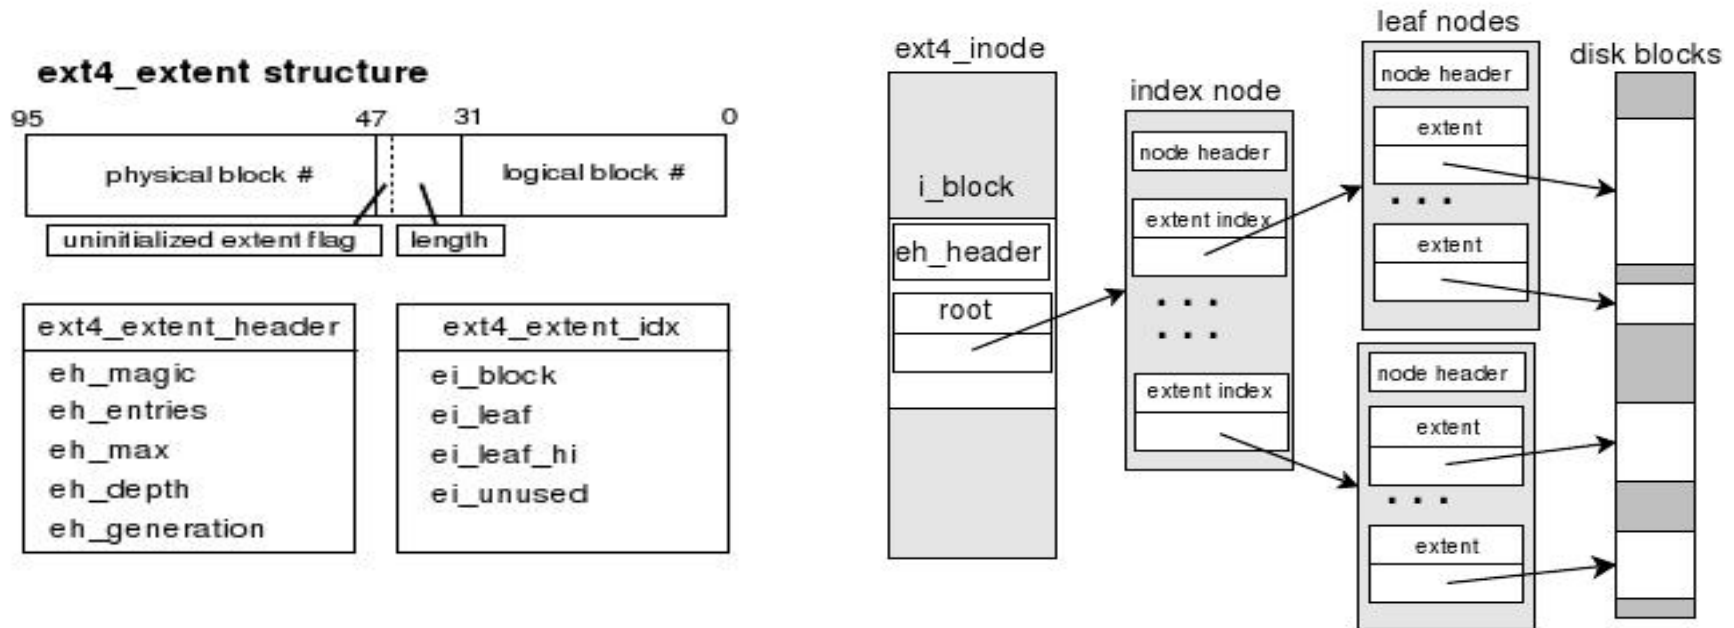 ext4_extent structure
95 47 31 0
physical block #
logical block #
uninitialized extent flag
length
ext4_extent_header
eh_magic
eh_entries
eh_max
eh_depth
eh_generation
ext4_extent_idx
ei_block
ei_leaf
ei_leaf_hi
ei_unused
ext4_inode
i_block
eh_header
root
index node
node header
extent index
. . .
. . .
extent index
leaf nodes
node header
extent
. . .
extent
node header
extent
. . .
extent
disk blocks